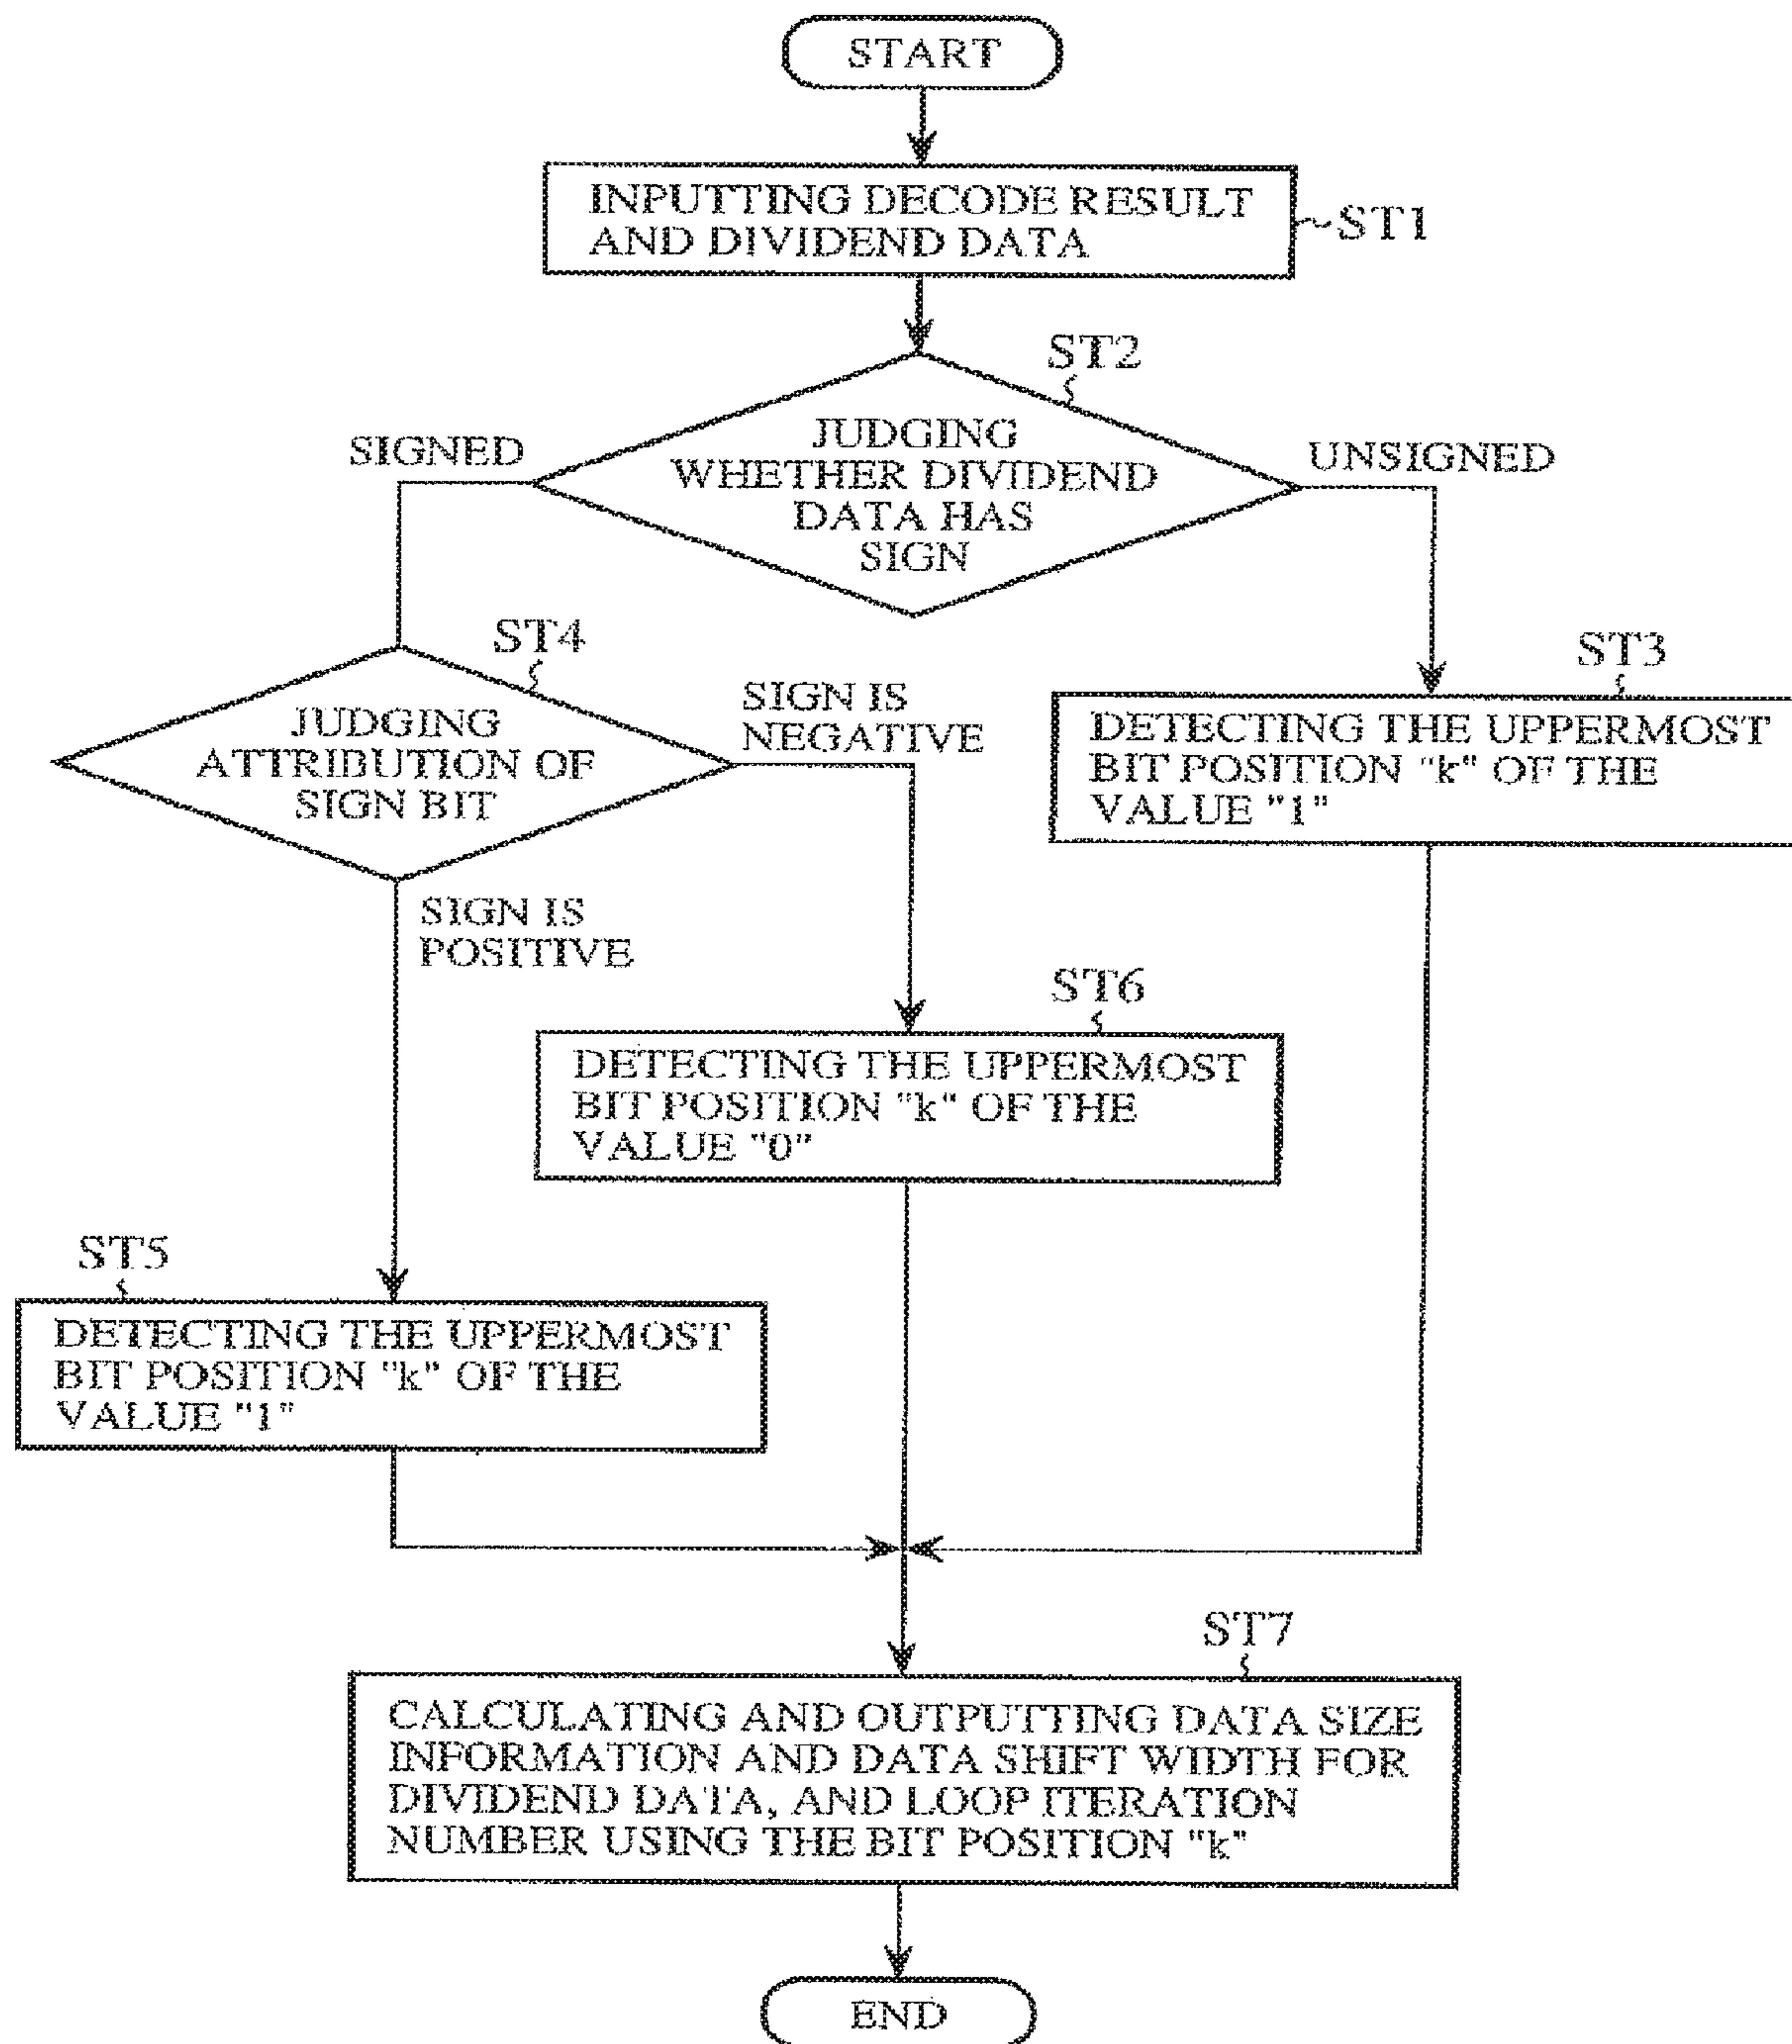 START
INPUTTING DECODE RESULT
AND DIVIDEND DATA
ST1
ST2
JUDGING
WHETHER DIVIDEND
DATA HAS
SIGN
SIGNED
UNSIGNED
ST4
JUDGING
ATTRIBUTION OF
SIGN BIT
SIGN IS
NEGATIVE
ST3
DETECTING THE UPPERMOST
BIT POSITION "k" OF THE
VALUE "1"
SIGN IS
POSITIVE
ST6
DETECTING THE UPPERMOST
BIT POSITION "k" OF THE
VALUE "0"
ST5
DETECTING THE UPPERMOST
BIT POSITION "k" OF THE
VALUE "1"
ST7
CALCULATING AND OUTPUTTING DATA SIZE
INFORMATION AND DATA SHIFT WIDTH FOR
DIVIDEND DATA, AND LOOP ITERATION
NUMBER USING THE BIT POSITION "k"
END